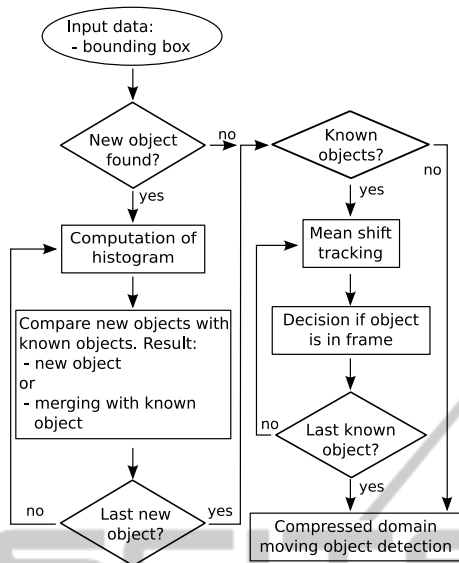 Input data:
- bounding box
New object
found?
no
yes
Computation of
histogram
Compare new objects with
known objects. Result:
- new object
or
- merging with known
object
no
Last new
object?
yes
Known
objects?
no
yes
Mean shift
tracking
Decision if object
is in frame
no
Last known
object?
yes
Compressed domain
moving object detection